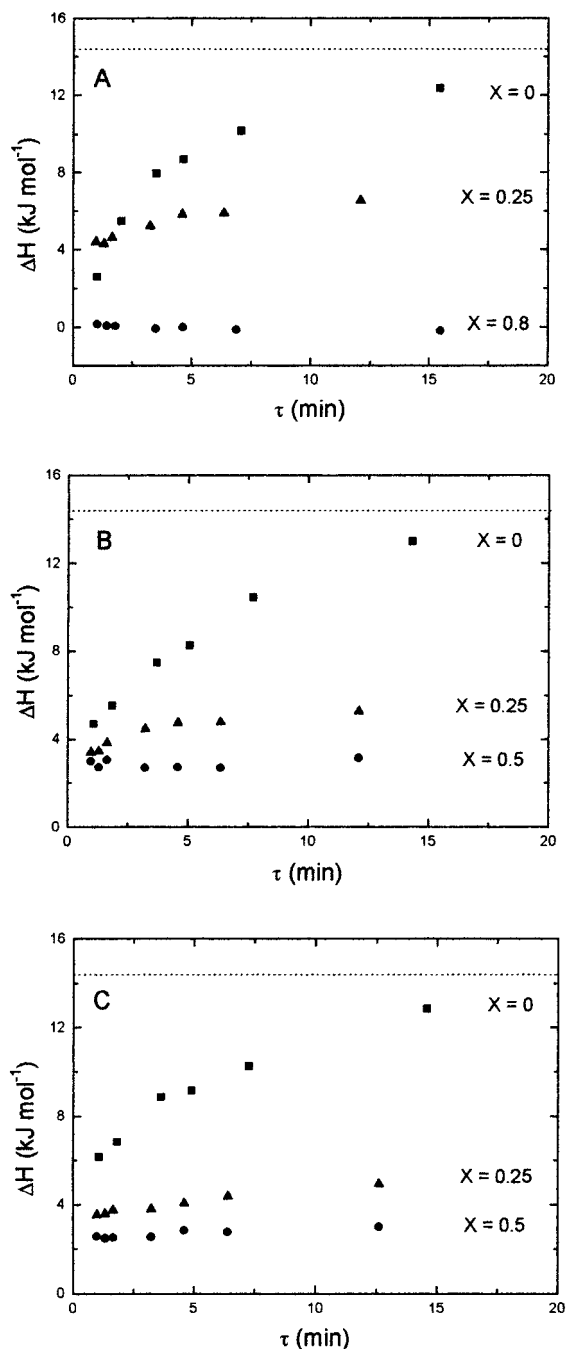 16
12
8
4
0
ΔH (kJ mol⁻¹)
A
X = 0
X = 0.25
X = 0.8
0 5 10 15 20
τ (min)
16
12
8
4
0
ΔH (kJ mol⁻¹)
B
X = 0
X = 0.25
X = 0.5
0 5 10 15 20
τ (min)
16
12
8
4
0
ΔH (kJ mol⁻¹)
C
X = 0
X = 0.25
X = 0.5
0 5 10 15 20
τ (min)